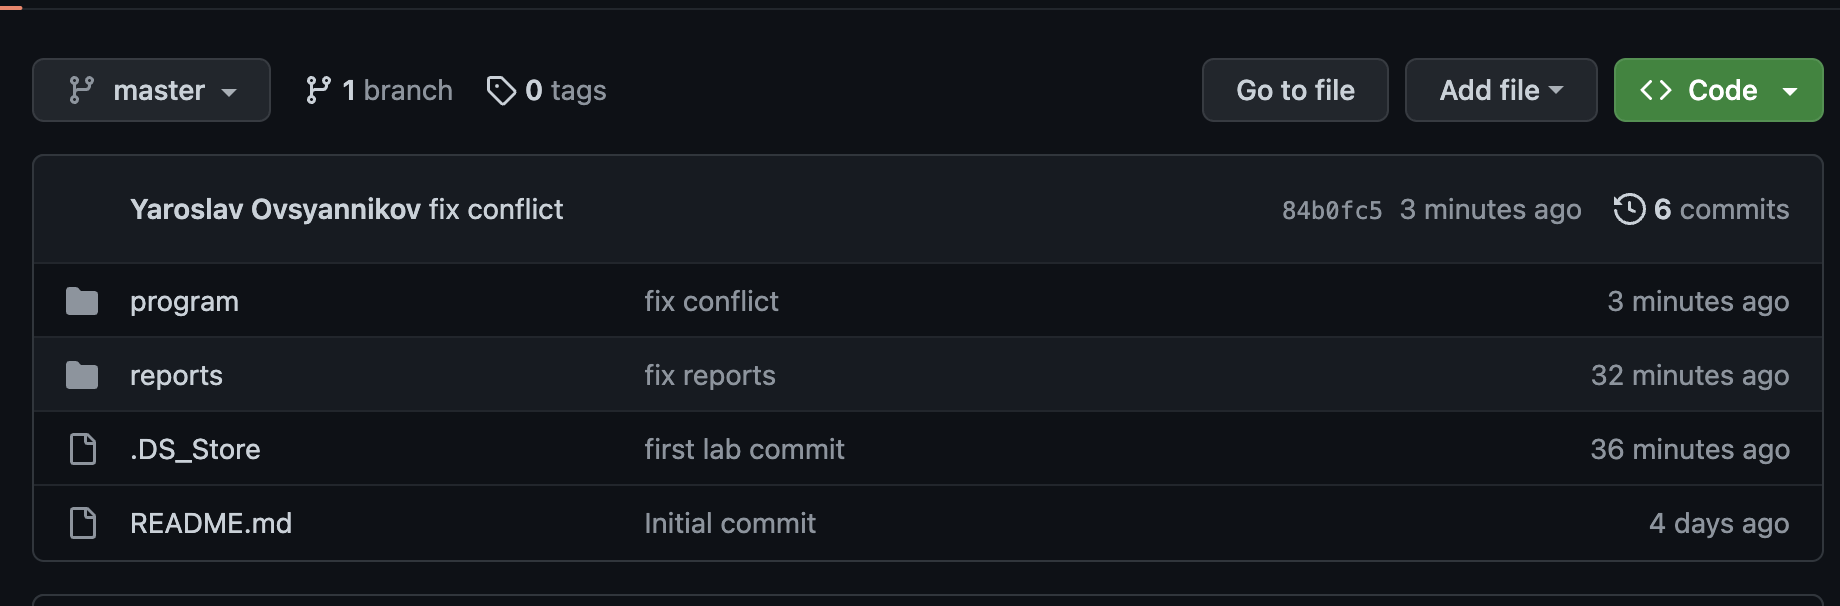 master 1 branch 0 tags Go to file Add file <> Code
Yaroslav Ovsyannikov fix conflict 84b0fc5 3 minutes ago 6 commits
program fix conflict 3 minutes ago
reports fix reports 32 minutes ago
.DS_Store first lab commit 36 minutes ago
README.md Initial commit 4 days ago